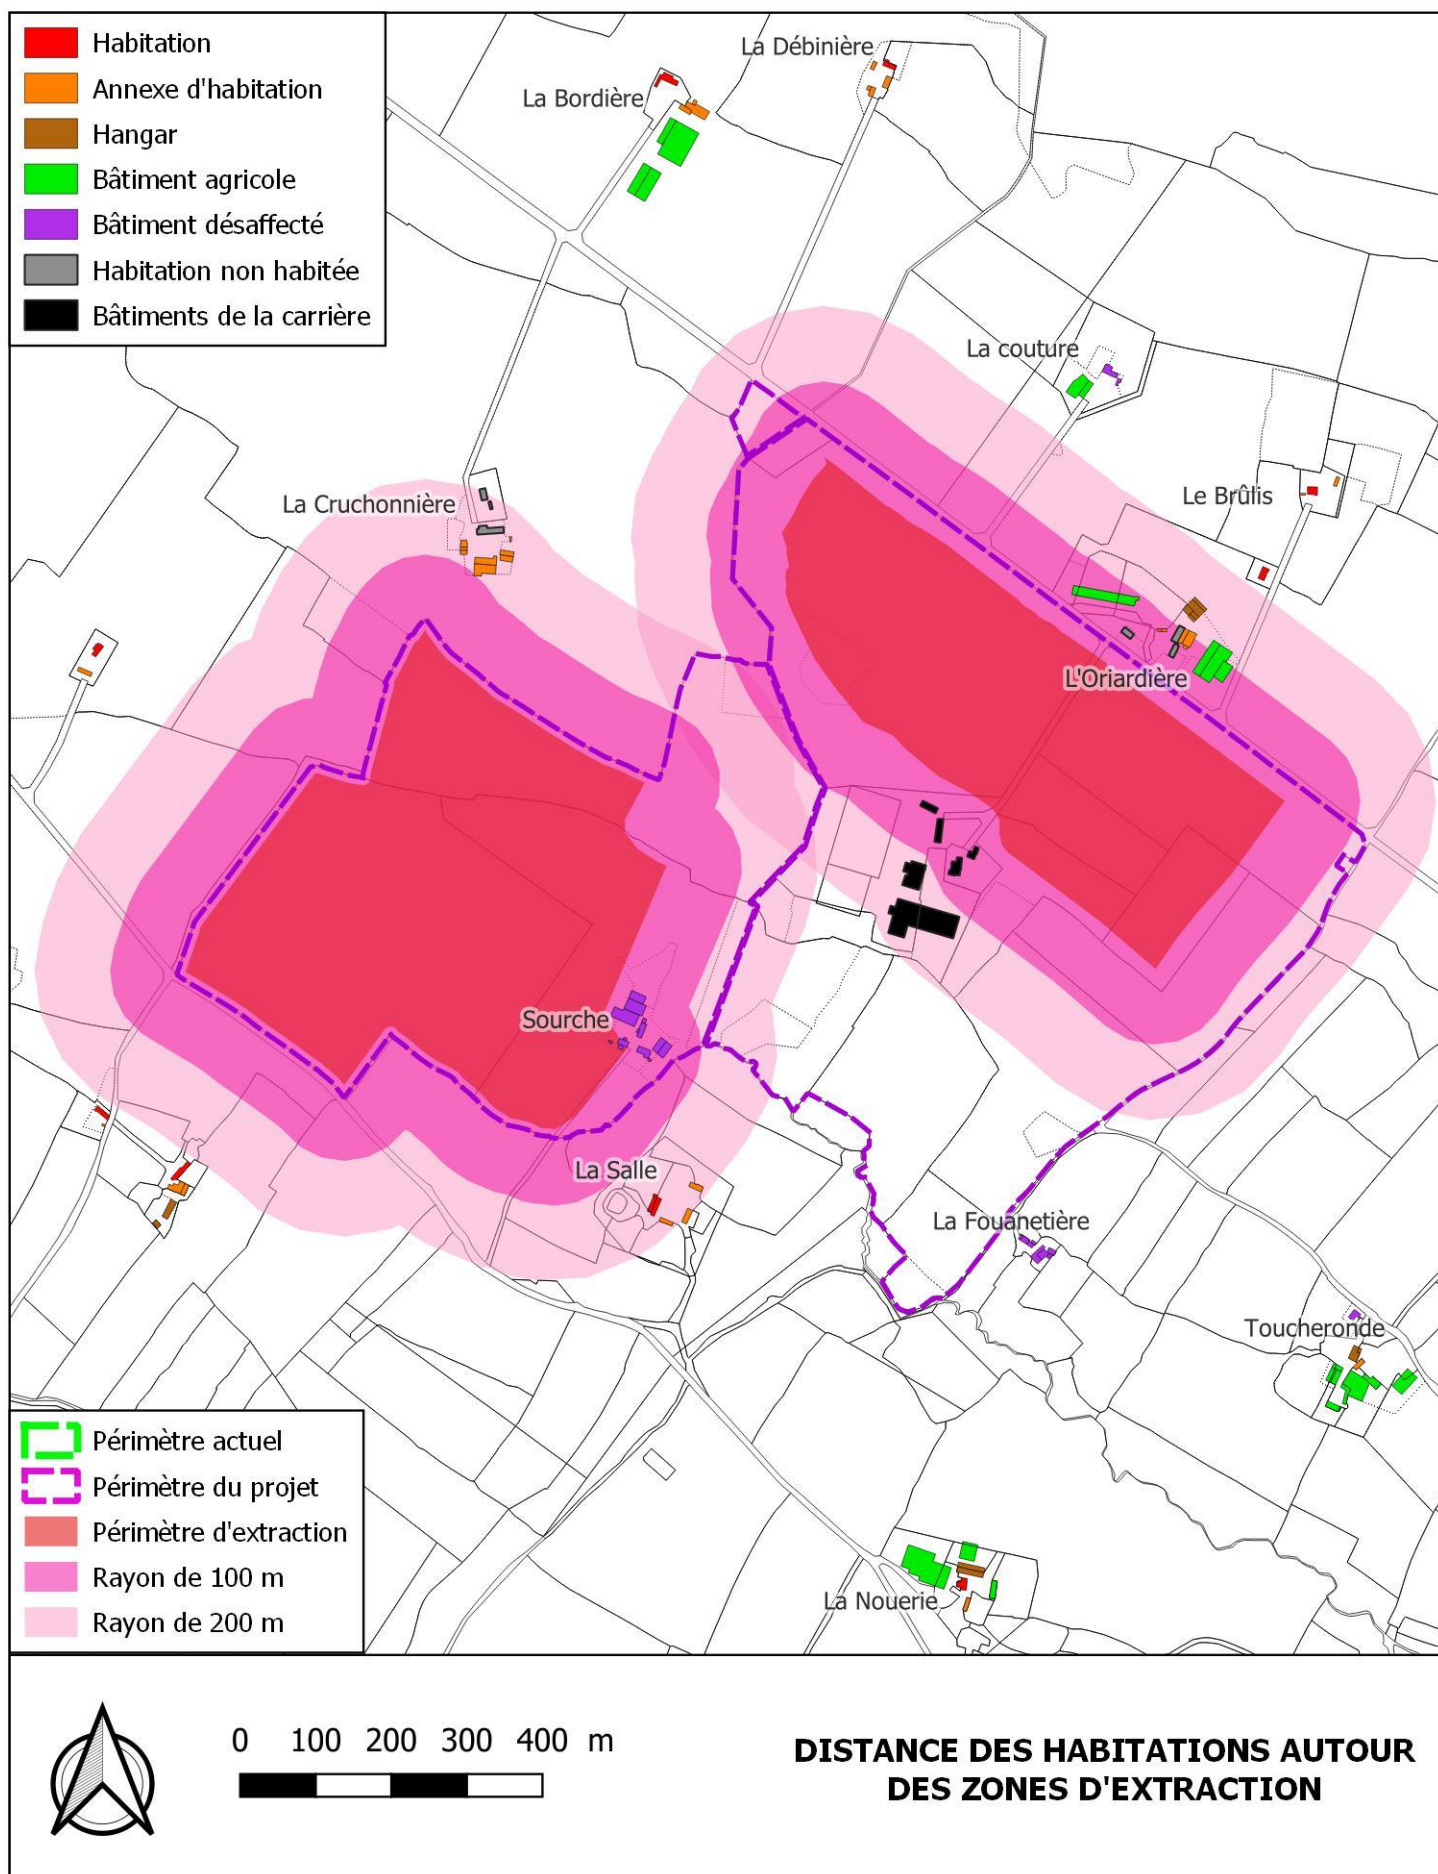 Habitation
Annexe d'habitation
Hangar
Bâtiment agricole
Bâtiment désaffecté
Habitation non habitée
Bâtiments de la carrière
La Débinière
La Bordière
La couture
La Cruchonnière
Le Brûlis
L'Oriardière
Sourche
La Salle
La Fouanetière
Toucheronde
La Nouerie
Périmètre actuel
Périmètre du projet
Périmètre d'extraction
Rayon de 100 m
Rayon de 200 m
0 100 200 300 400 m
DISTANCE DES HABITATIONS AUTOUR
DES ZONES D'EXTRACTION